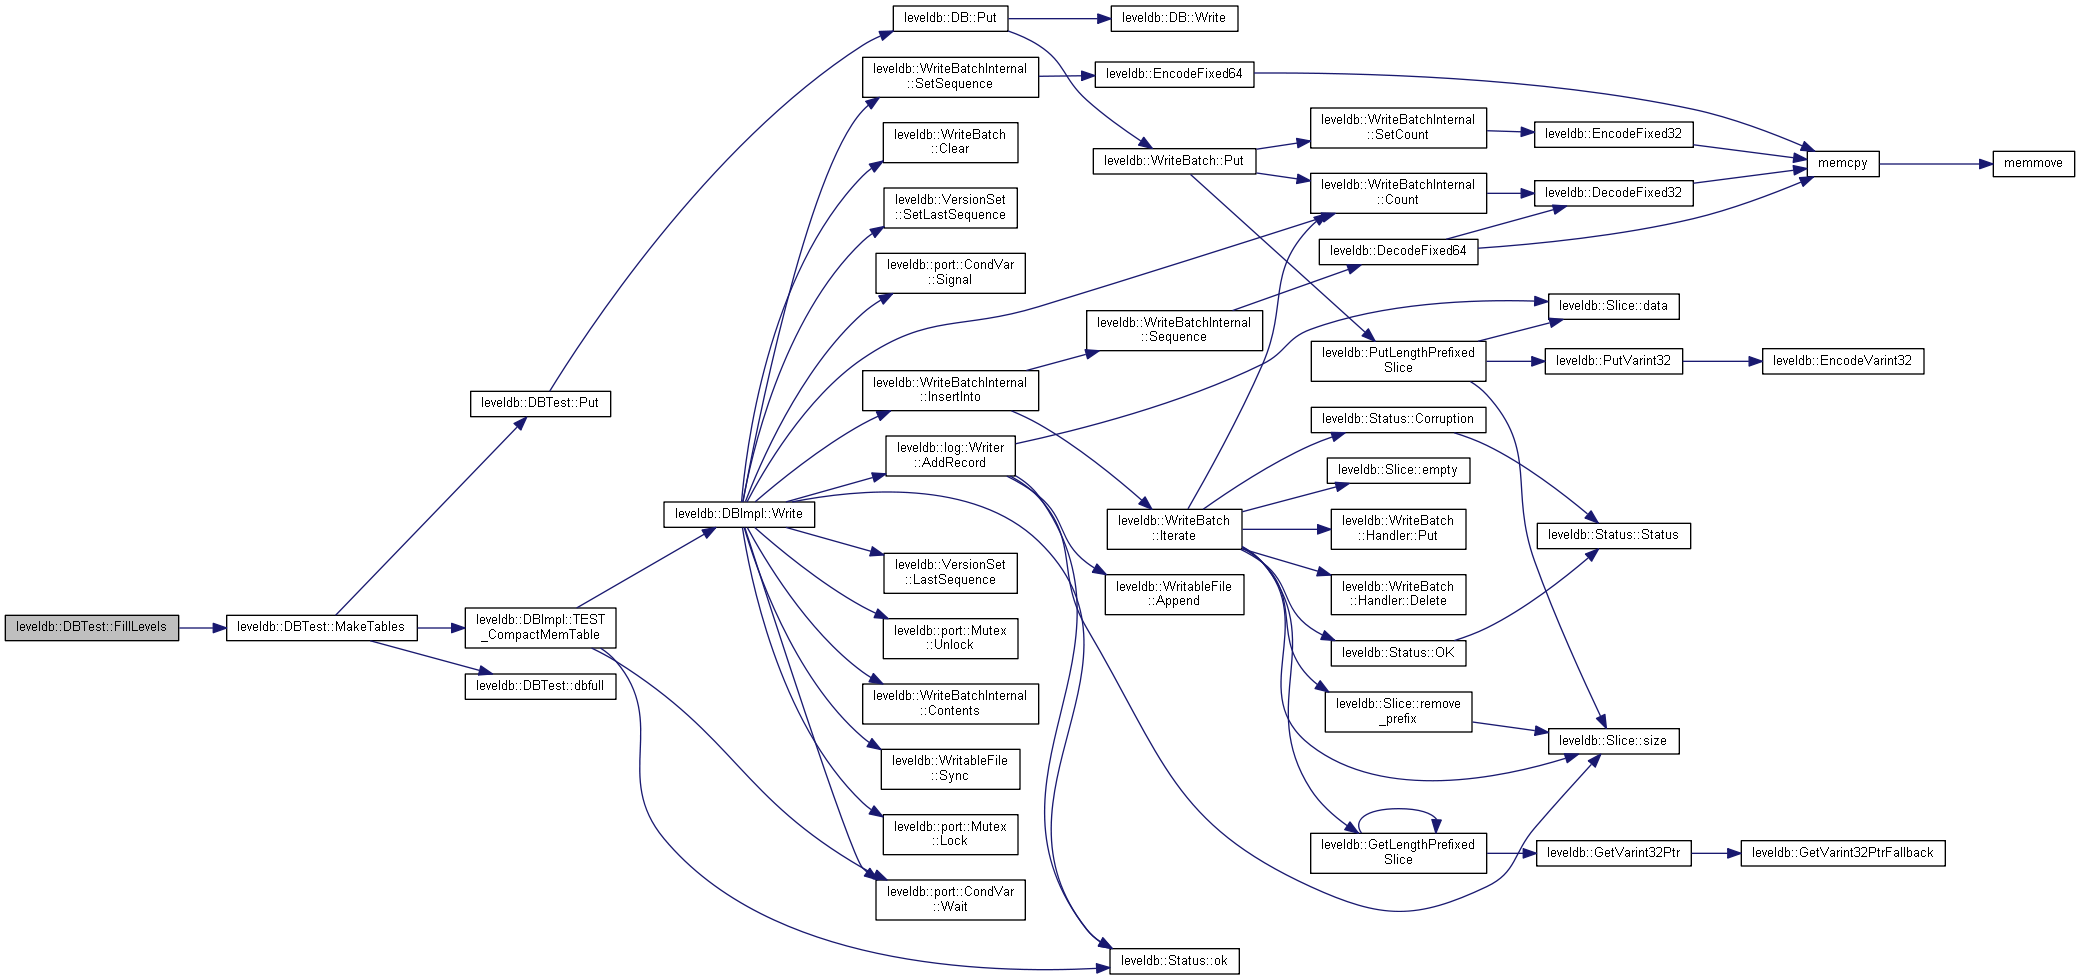 leveldb::DB::Put
leveldb::DB::Write
leveldb::WriteBatchInternal
::SetSequence
leveldb::EncodeFixed64
leveldb::WriteBatch
::Clear
leveldb::WriteBatchInternal
::SetCount
leveldb::EncodeFixed32
leveldb::WriteBatch::Put
memcpy
memmove
leveldb::VersionSet
::SetLastSequence
leveldb::WriteBatchInternal
::Count
leveldb::DecodeFixed32
leveldb::port::CondVar
::Signal
leveldb::DecodeFixed64
leveldb::Slice::data
leveldb::WriteBatchInternal
::Sequence
leveldb::PutLengthPrefixed
Slice
leveldb::PutVarint32
leveldb::EncodeVarint32
leveldb::DBTest::Put
leveldb::WriteBatchInternal
::InsertInto
leveldb::Status::Corruption
leveldb::log::Writer
::AddRecord
leveldb::Slice::empty
leveldb::DBImpl::Write
leveldb::WriteBatch
::Iterate
leveldb::WriteBatch
::Handler::Put
leveldb::Status::Status
leveldb::VersionSet
::LastSequence
leveldb::WritableFile
::Append
leveldb::WriteBatch
::Handler::Delete
leveldb::DBTest::FillLevels
leveldb::DBTest::MakeTables
leveldb::DBImpl::TEST
_CompactMemTable
leveldb::port::Mutex
::Unlock
leveldb::Status::OK
leveldb::DBTest::dbfull
leveldb::WriteBatchInternal
::Contents
leveldb::Slice::remove
_prefix
leveldb::Slice::size
leveldb::WritableFile
::Sync
leveldb::port::Mutex
::Lock
leveldb::GetLengthPrefixed
Slice
leveldb::GetVarint32Ptr
leveldb::GetVarint32PtrFallback
leveldb::port::CondVar
::Wait
leveldb::Status::ok